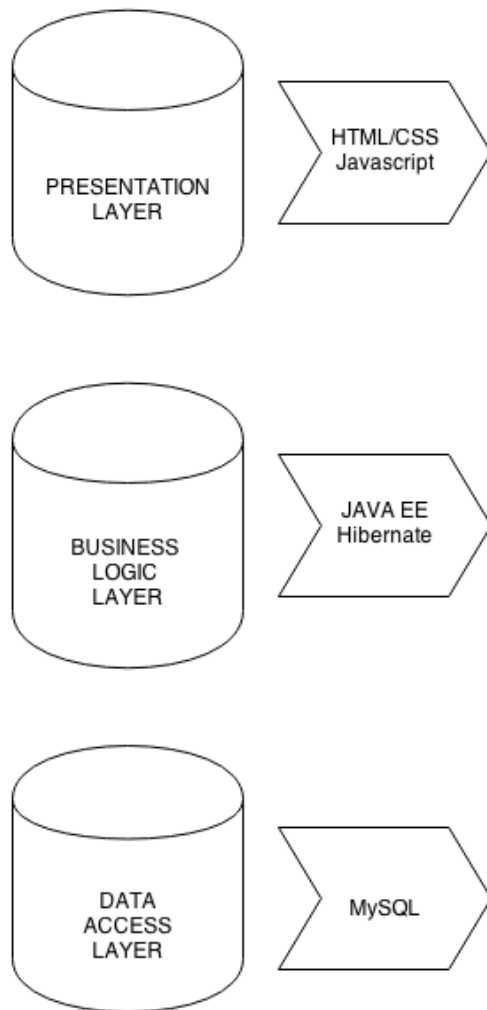 PRESENTATION
LAYER
HTML/CSS
Javascript
BUSINESS
LOGIC
LAYER
JAVA EE
Hibernate
DATA
ACCESS
LAYER
MySQL